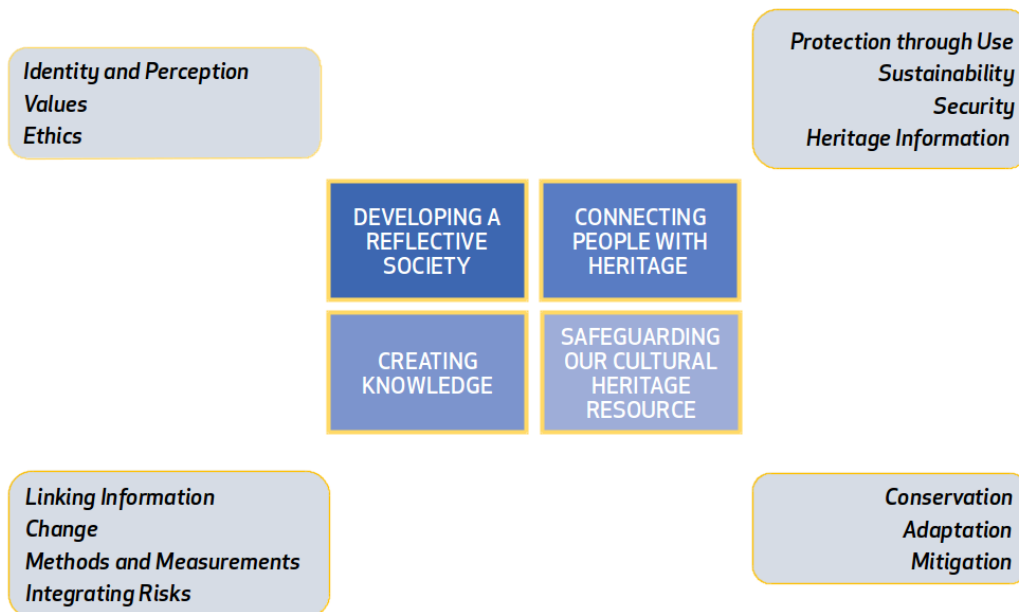 Identity and Perception
Values
Ethics
Protection through Use
Sustainability
Security
Heritage Information
DEVELOPING A
REFLECTIVE
SOCIETY
CONNECTING
PEOPLE WITH
HERITAGE
CREATING
KNOWLEDGE
SAFEGUARDING
OUR CULTURAL
HERITAGE
RESOURCE
Linking Information
Change
Methods and Measurements
Integrating Risks
Conservation
Adaptation
Mitigation